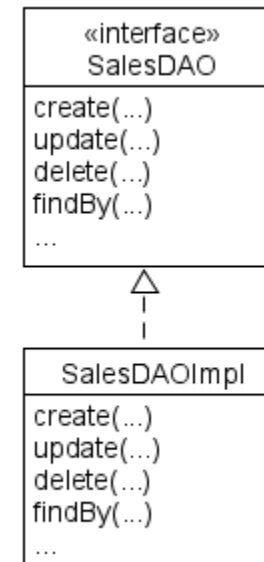 «interface»
SalesDAO
create(...)
update(...)
delete(...)
findBy(...)
...
SalesDAOImpl
create(...)
update(...)
delete(...)
findBy(...)
...